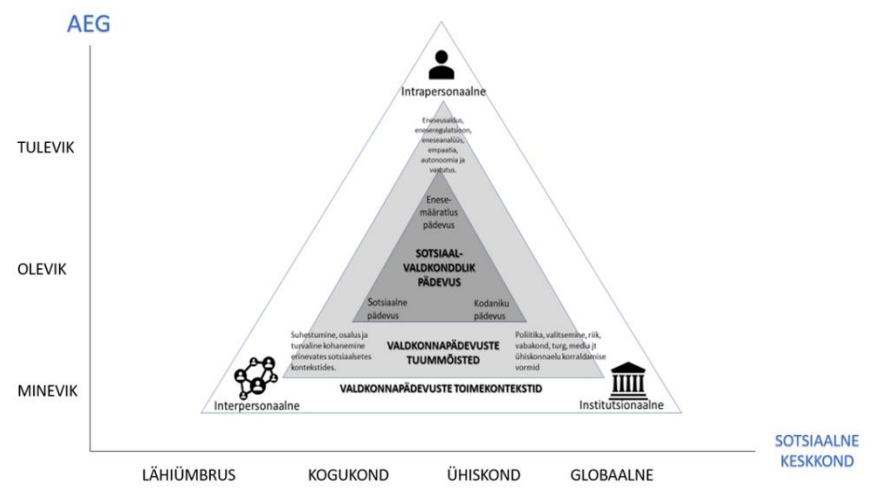 AEG
TULEVIK
OLEVIK
MINEVIK
Intrapersonaalne
Eneseusaldus,
eneseregulatsioon,
eneseanalüüs,
empaatia,
autonoomia ja
vastutus.
Enese-
määratlus
pädevus
SOTSIAAL-
VALDKONDDLIK
PÄDEVUS
Sotsiaalne
pädevus
Kodaniku
pädevus
Suhestumine, osalus ja
turvaline kohanemine
erinevates sotsiaalsetes
kontekstides.
VALDKONNAPÄDEVUSTE
TUUMMÕISTED
Poliitika, valitsemine, riik,
vabakond, turg, meedia jt
ühiskonnaelu korraldamise
vormid
VALDKONNAPÄDEVUSTE TOIMEKONTEKSTID
Interpersonaalne
Institutsionaalne
SOTSIAALNE
KESKKOND
LÄHIÜMBRUS
KOGUKOND
ÜHISKOND
GLOBAALNE